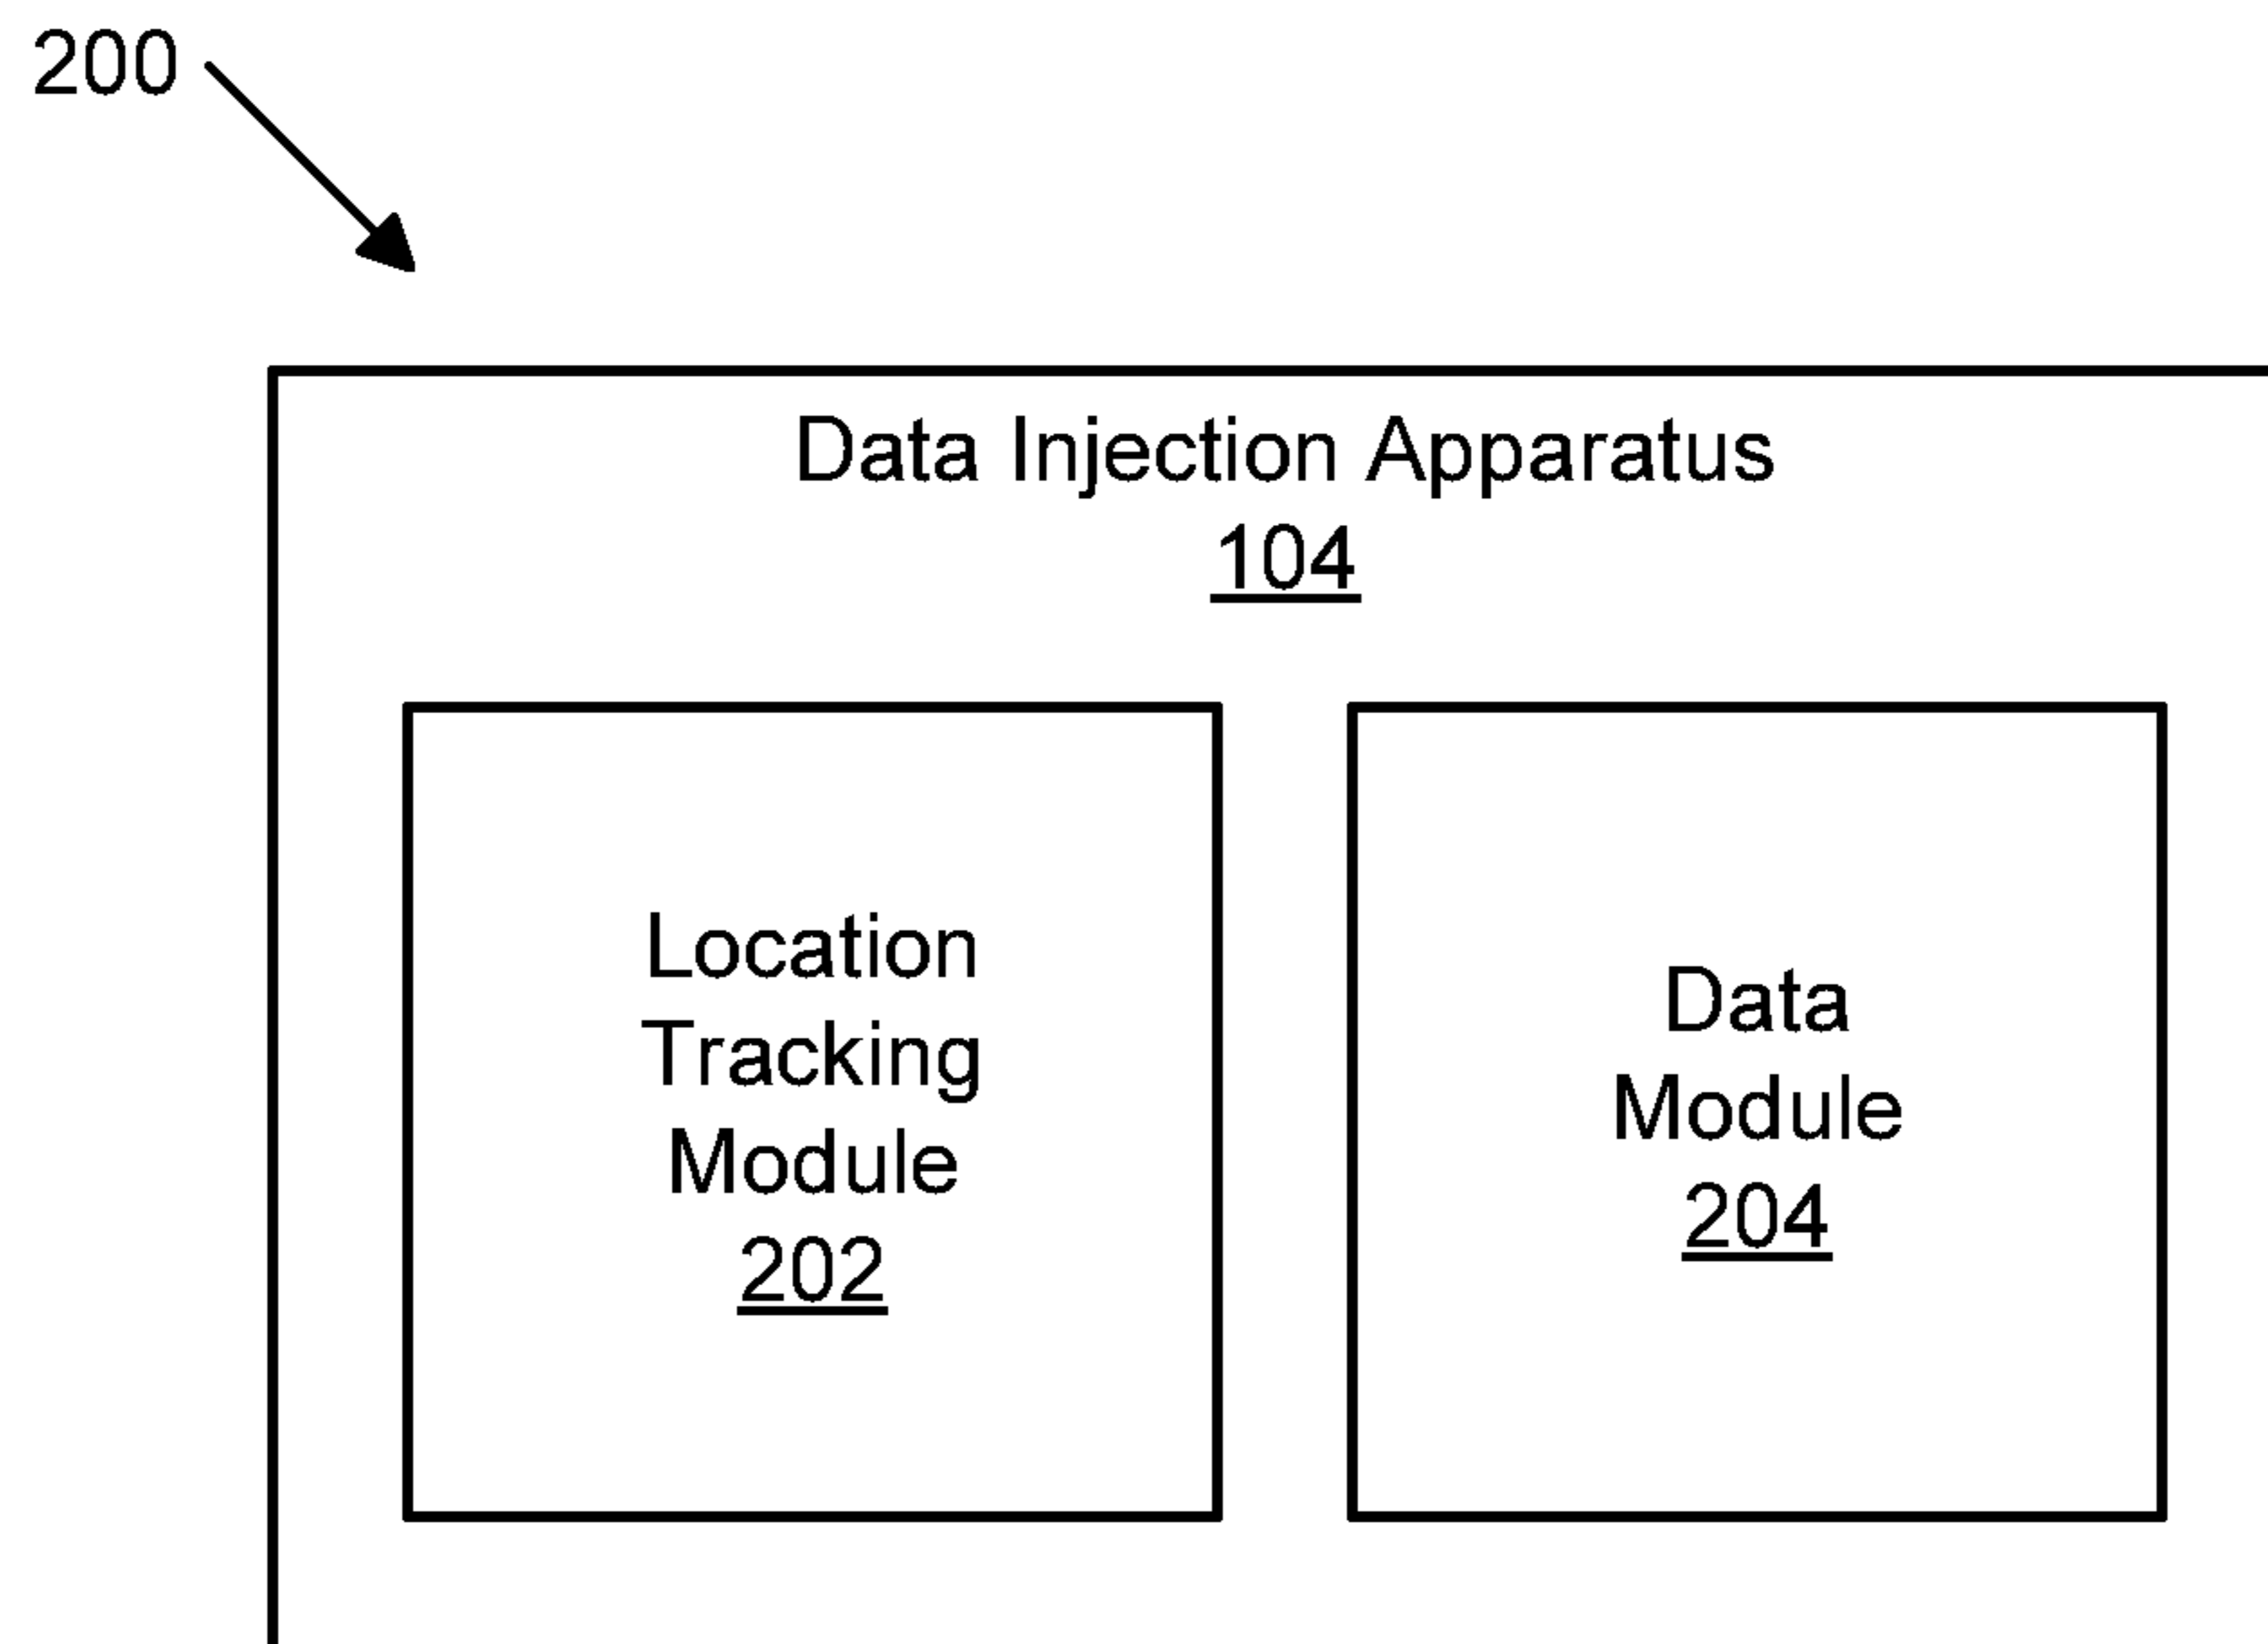 200
Data Injection Apparatus
104
Location
Tracking
Module
202
Data
Module
204